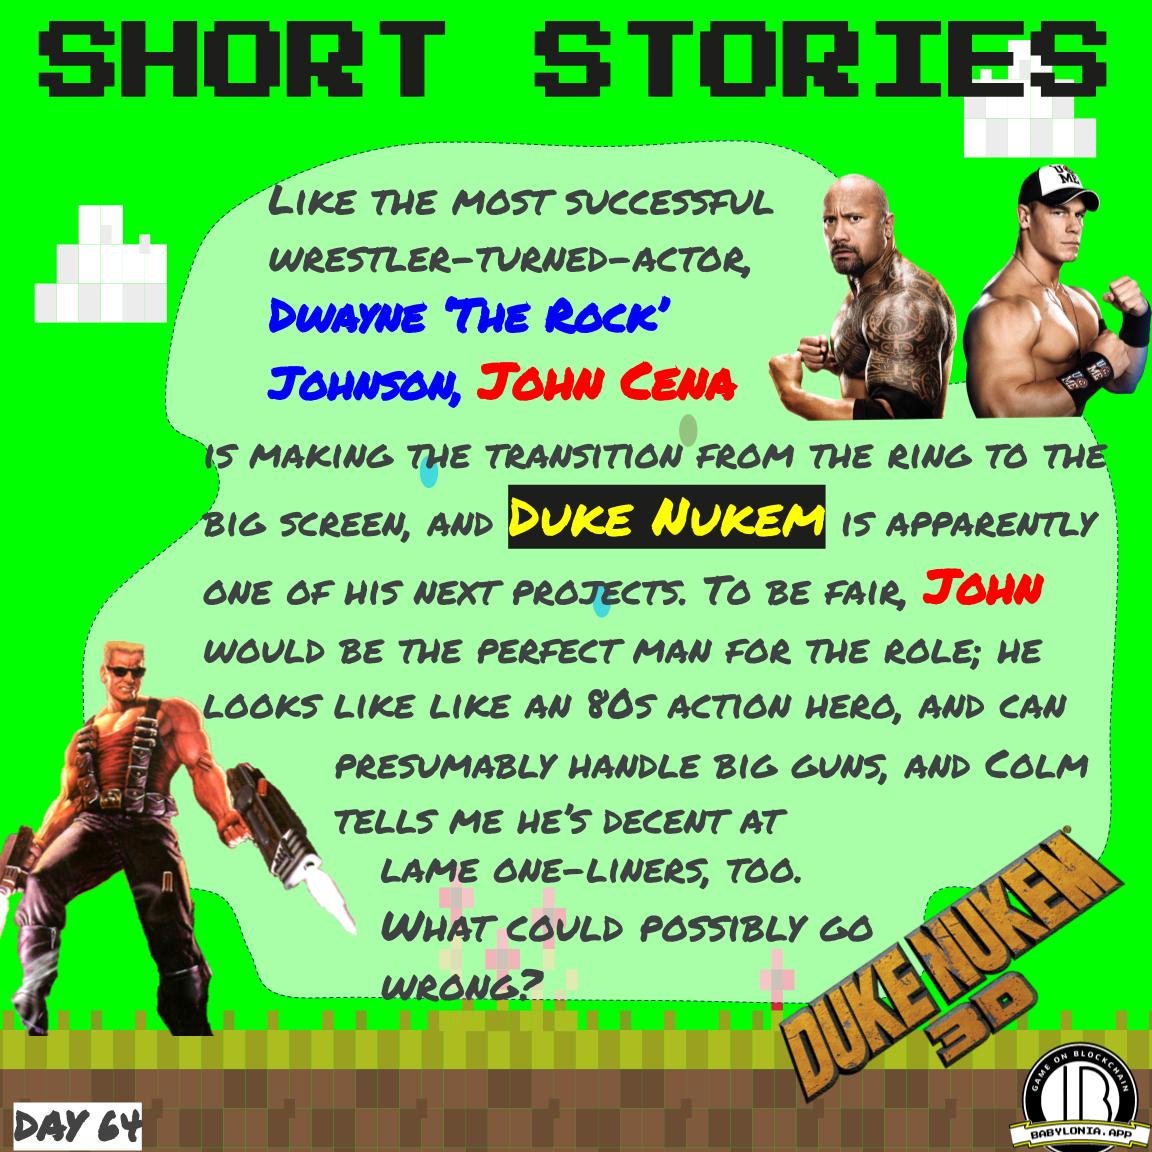 SHORT STORIES
LIKE THE MOST SUCCESSFUL
WRESTLER-TURNED-ACTOR,
DWAYNE 'THE ROCK'
JOHNSON, JOHN CENA
IS MAKING THE TRANSITION FROM THE RING TO THE
BIG SCREEN, AND DUKE NUKEM IS APPARENTLY
ONE OF HIS NEXT PROJECTS. TO BE FAIR, JOHN
WOULD BE THE PERFECT MAN FOR THE ROLE; HE
LOOKS LIKE LIKE AN 80S ACTION HERO, AND CAN
PRESUMABLY HANDLE BIG GUNS, AND COLM
TELLS ME HE'S DECENT AT
LAME ONE-LINERS, TOO.
WHAT COULD POSSIBLY GO
WRONG?
U
ME
ME
DUKE NUKEM
3D
DAY 64
GAME ON BLOCKCHAIN
BABYLONIA.APP